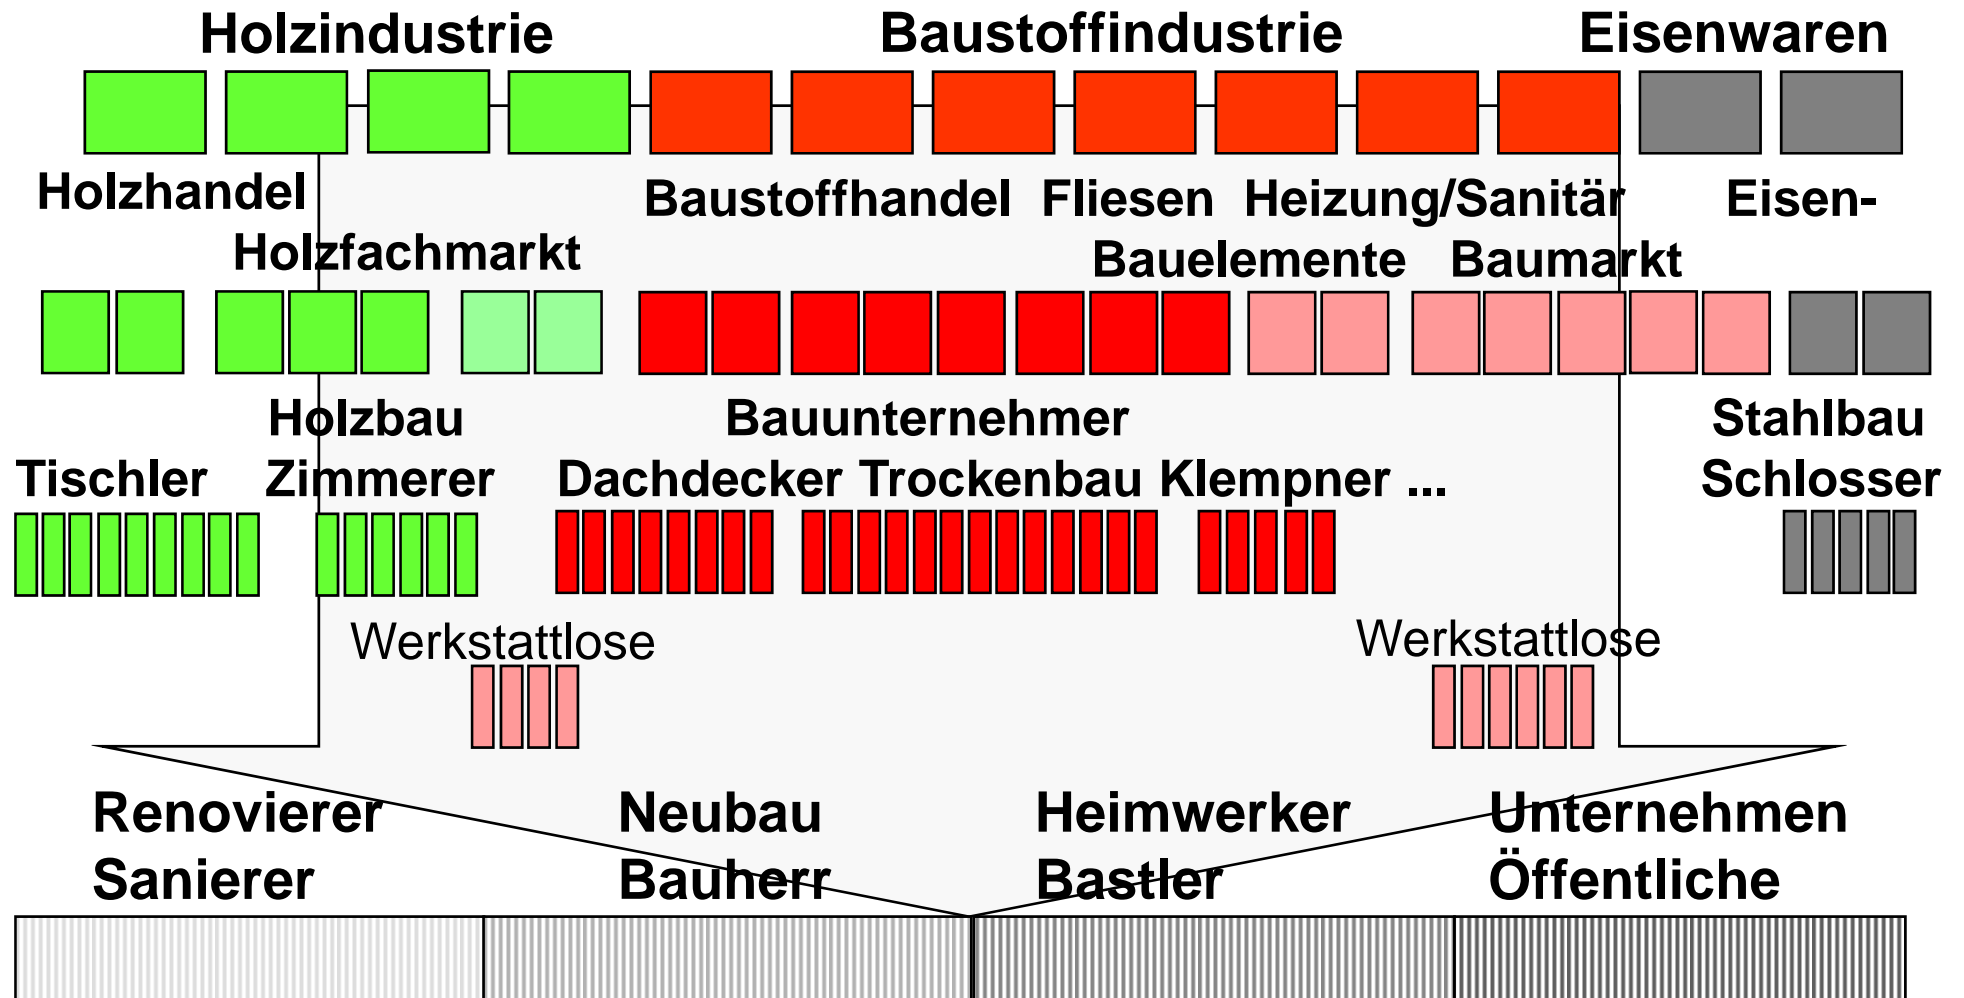 Holzindustrie Baustoffindustrie Eisenwaren
Holzhandel Baustoffhandel Fliesen Heizung/Sanitär Eisen-
Holzfachmarkt Bauelemente Baumarkt
Holzbau Bauunternehmer Stahlbau
Tischler Zimmerer Dachdecker Trockenbau Klempner ... Schlosser
Werkstattlose Werkstattlose
Renovierer Neubau Heimwerker Unternehmen
Sanierer Bauherr Bastler Öffentliche